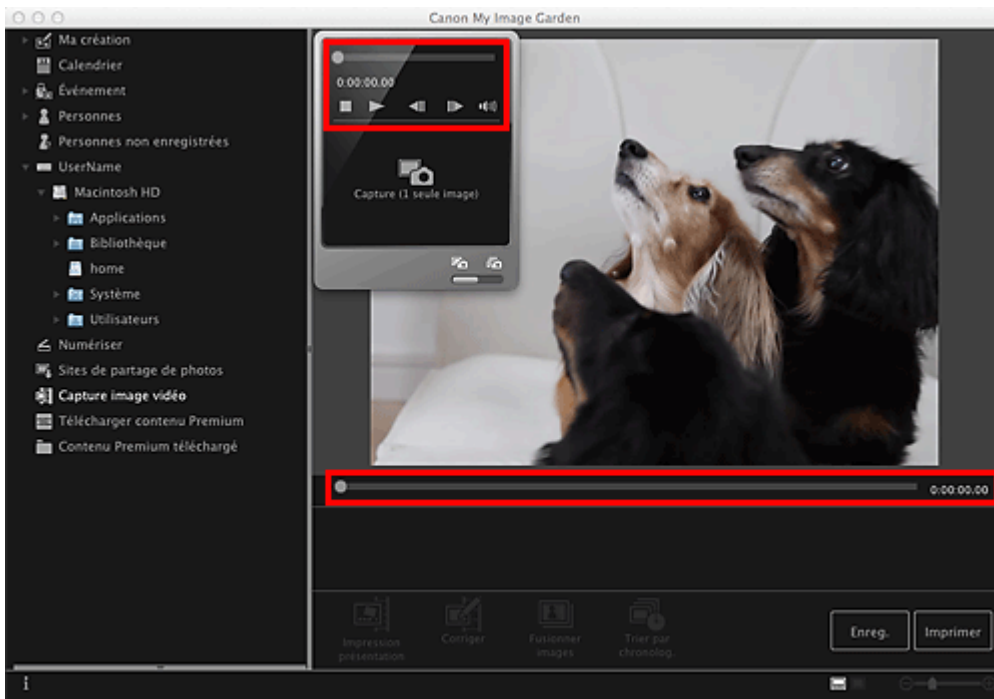 Canon My Image Garden
Ma création
Calendrier
Événement
Personnes
Personnes non enregistrées
UserName
Macintosh HD
Applications
Bibliothèque
home
Système
Utilisateurs
Numériser
Sites de partage de photos
Capture image vidéo
Télécharger contenu Premium
Contenu Premium téléchargé
0:00:00.00
Capture (1 seule image)
0:00:00.00
Impression
présentation
Corriger
Fusionner
images
Trier par
chronolog.
Enreg.
Imprimer